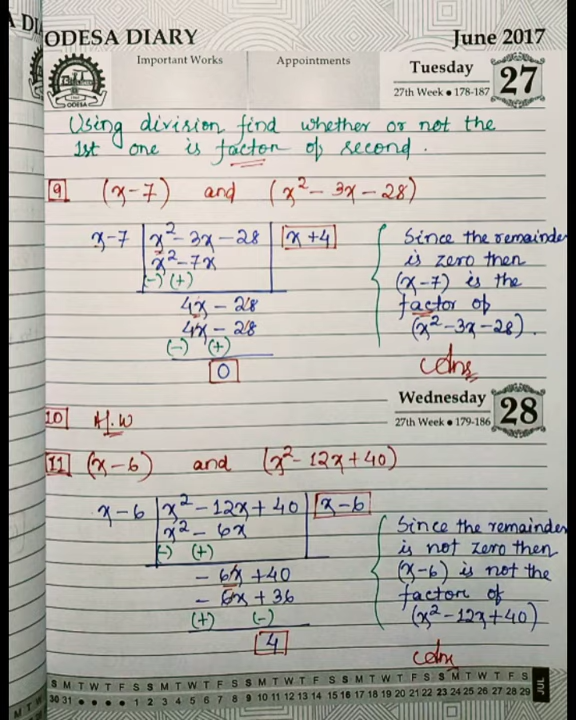 ODESA DIARY
June 2017
Important Works
Appointments
Tuesday
27
27th Week • 178-187
ODESA
Using division find whether or not the
1st one is factor of second.
9 (x-7) and (x² - 3x - 28)
x-7 x² - 3x - 28 x+4
x² - 7x
(-) (+)
4x - 28
4x - 28
(-) (+)
0
Since the remainder
is zero then
(x-7) is the
factor of
(x² - 3x - 28).
Ans
Wednesday
28
27th Week • 179-186
10 H.W
11 (x-6) and (x² - 12x + 40)
x-6 x² - 12x + 40 x-6
x² - 6x
(-) (+)
- 6x + 40
- 6x + 36
(+) (-)
4
Since the remainder
is not zero then
(x-6) is not the
factor of
(x² - 12x + 40)
Ans
S M T W T F S S M T W T F S S M T W T F S S M T W T F S S M T W T F S
30 31 • • • • 1 2 3 4 5 6 7 8 9 10 11 12 13 14 15 16 17 18 19 20 21 22 23 24 25 26 27 28 29
JUL